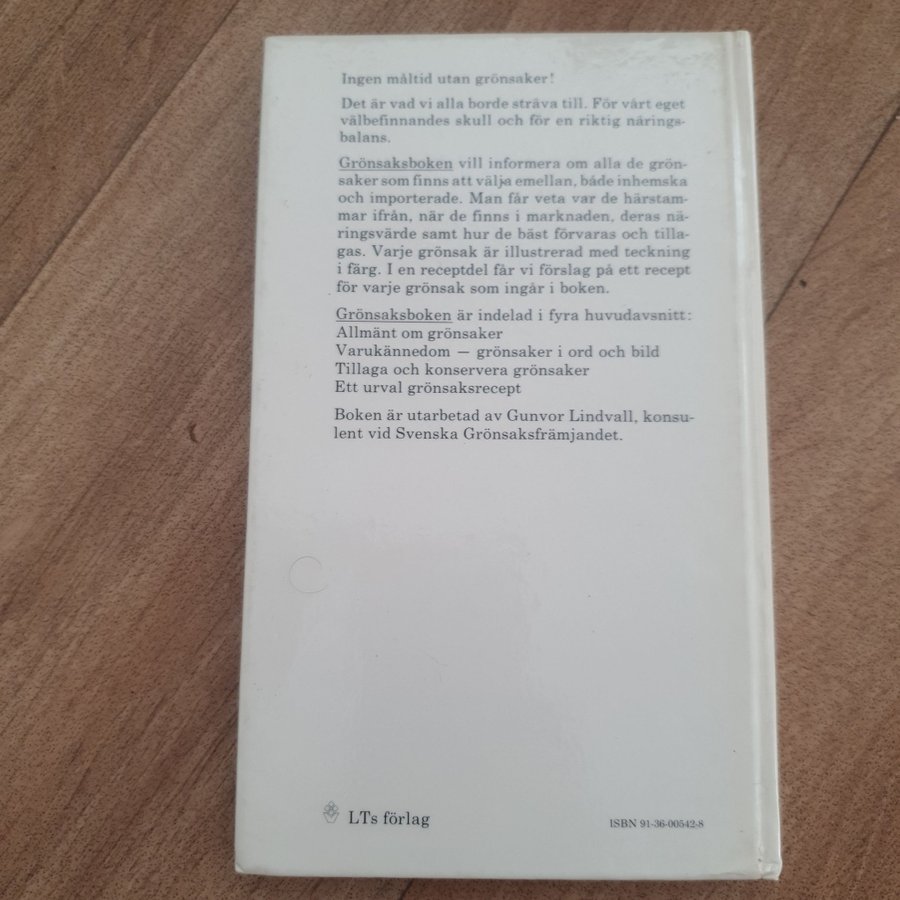 Ingen måltid utan grönsaker!
Det är vad vi alla borde sträva till. För vårt eget
välbefinnandes skull och för en riktig närings-
balans.
Grönsaksboken vill informera om alla de grön-
saker som finns att välja emellan, både inhemska
och importerade. Man får veta var de härstam-
mar ifrån, när de finns i marknaden, deras nä-
ringsvärde samt hur de bäst förvaras och tilla-
gas. Varje grönsak är illustrerad med teckning
i färg. I en receptdel får vi förslag på ett recept
för varje grönsak som ingår i boken.
Grönsaksboken är indelad i fyra huvudavsnitt:
Allmänt om grönsaker
Varukännedom — grönsaker i ord och bild
Tillaga och konservera grönsaker
Ett urval grönsaksrecept
Boken är utarbetad av Gunvor Lindvall, konsu-
lent vid Svenska Grönsaksfrämjandet.
LTs förlag
ISBN 91-36-00542-8